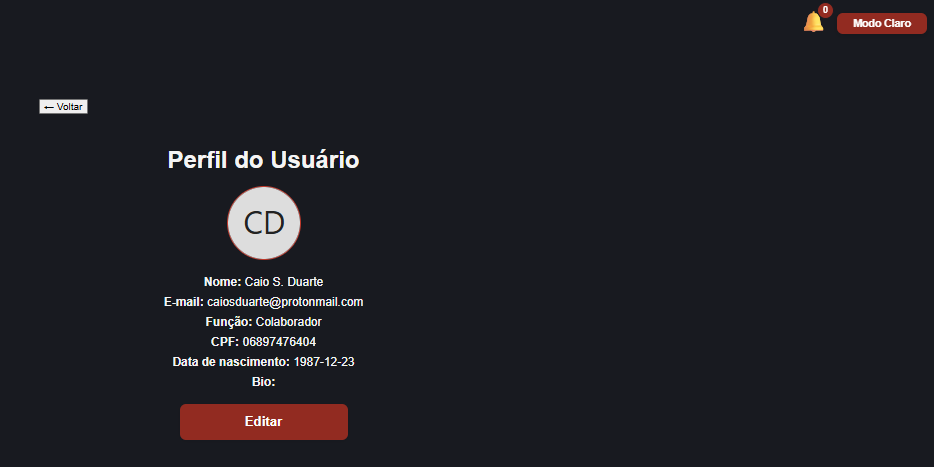 0
Modo Claro
← Voltar
Perfil do Usuário
CD
Nome: Caio S. Duarte
E-mail: caiosduarte@protonmail.com
Função: Colaborador
CPF: 06897476404
Data de nascimento: 1987-12-23
Bio:
Editar